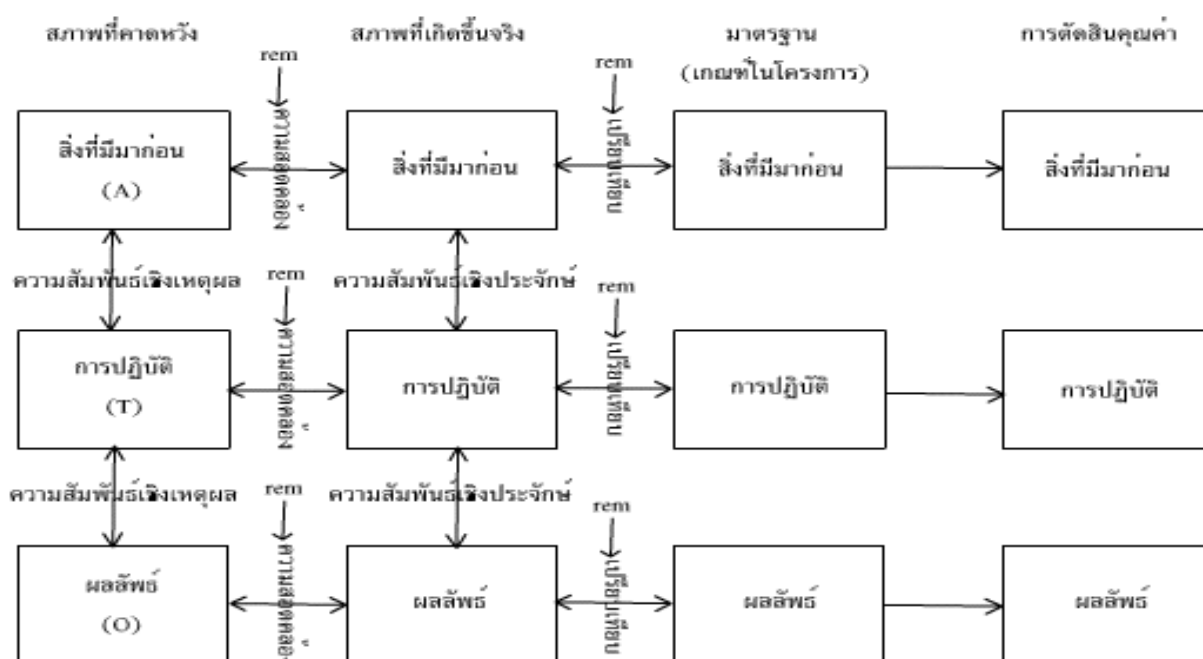 สภาพที่คาดหวัง
สภาพที่เกิดขึ้นจริง
มาตรฐาน
การตัดสินคุณค่า
(เกณฑ์ในโครงการ)
rem
rem
สิ่งที่มีมาก่อน
(A)
ความสอดคล้อง
สิ่งที่มีมาก่อน
เปรียบเทียบ
สิ่งที่มีมาก่อน
สิ่งที่มีมาก่อน
ความสัมพันธ์เชิงเหตุผล
rem
ความสัมพันธ์เชิงประจักษ์
rem
การปฏิบัติ
(T)
ความสอดคล้อง
การปฏิบัติ
เปรียบเทียบ
การปฏิบัติ
การปฏิบัติ
ความสัมพันธ์เชิงเหตุผล
rem
ความสัมพันธ์เชิงประจักษ์
rem
ผลลัพธ์
(O)
ความสอดคล้อง
ผลลัพธ์
เปรียบเทียบ
ผลลัพธ์
ผลลัพธ์